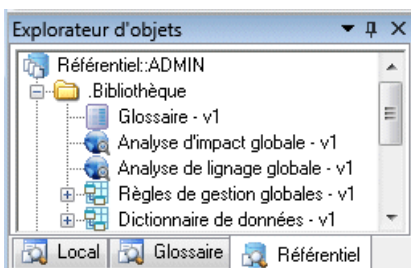 Explorateur d'objets
Référentiel::ADMIN
.Bibliothèque
Glossaire - v1
Analyse d'impact globale - v1
Analyse de lignage globale - v1
Règles de gestion globales - v1
Dictionnaire de données - v1
Local Glossaire Référentiel